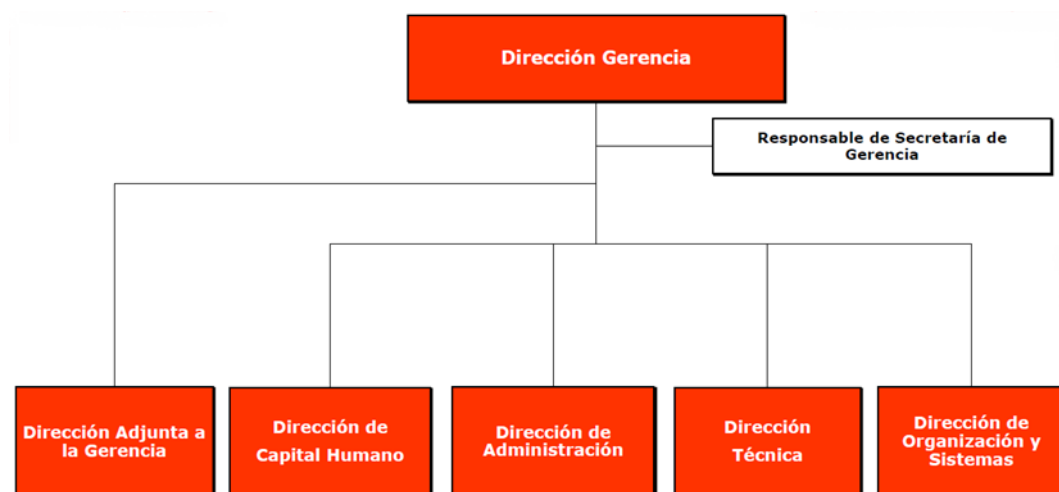 Dirección Gerencia
Responsable de Secretaría de
Gerencia
Dirección Adjunta a
la Gerencia
Dirección de
Capital Humano
Dirección de
Administración
Dirección
Técnica
Dirección de
Organización y
Sistemas